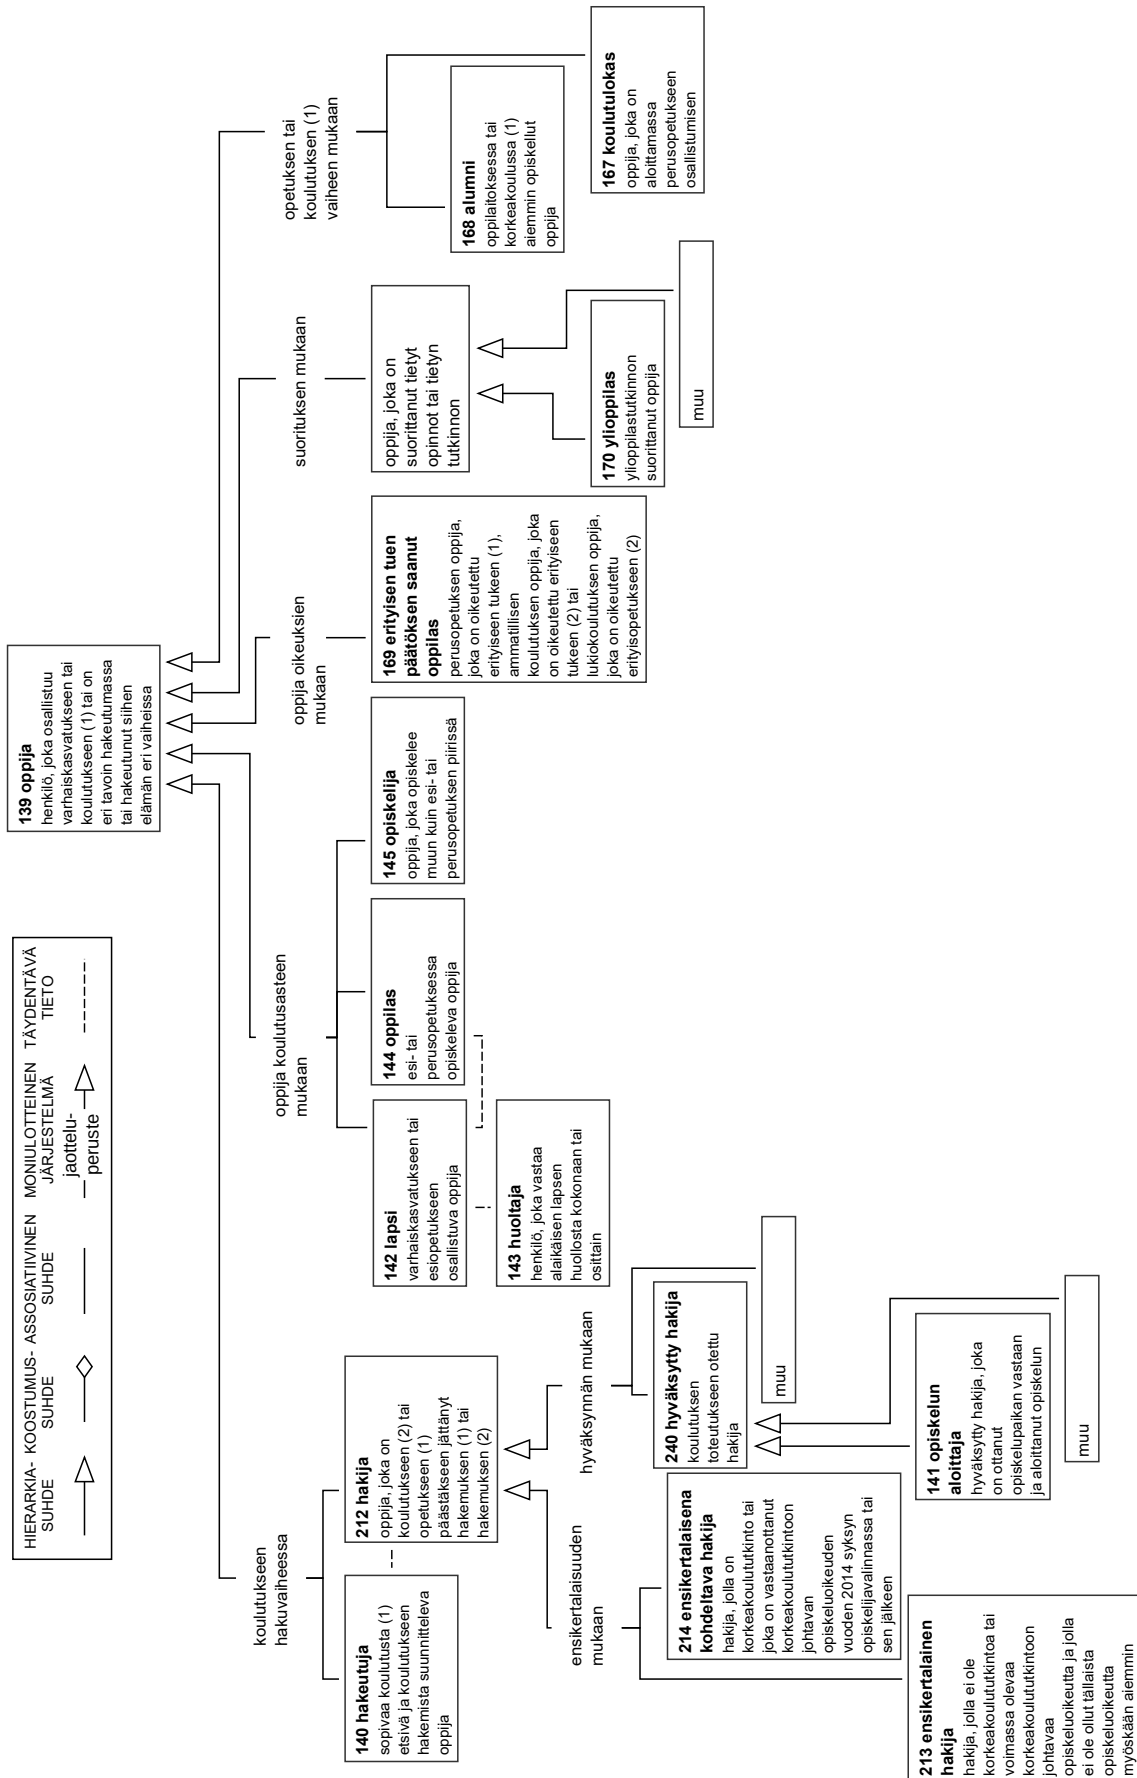 HIERARKIA-
SUHDE
KOOSTUMUS-
SUHDE
ASSOSIATIIVINEN
SUHDE
MONIULOTTEINEN
JÄRJESTELMÄ
jaottelu-
peruste
TÄYDENTÄVÄ
TIETO
139 oppija
henkilö, joka osallistuu
varhaiskasvatukseen tai
koulutukseen (1) tai on
eri tavoin hakeutumassa
tai hakeutunut siihen
elämän eri vaiheissa
koulutukseen
hakuvaiheessa
oppija koulutusasteen
mukaan
oppija oikeuksien
mukaan
suorituksen mukaan
opetuksen tai
koulutuksen (1)
vaiheen mukaan
140 hakeutuja
sopivaa koulutusta (1)
etsivä ja koulutukseen
hakemista suunnitteleva
oppija
212 hakija
oppija, joka on
koulutukseen (2) tai
opetukseen (1)
päästäkseen jättänyt
hakemuksen (1) tai
hakemuksen (2)
142 lapsi
varhaiskasvatukseen tai
esiopetukseen
osallistuva oppija
144 oppilas
esi- tai
perusopetuksessa
opiskeleva oppija
145 opiskelija
oppija, joka opiskelee
muun kuin esi- tai
perusopetuksen piirissä
169 erityisen tuen
päätöksen saanut
oppilas
perusopetuksen oppija,
joka on oikeutettu
erityiseen tukeen (1),
ammatillisen
koulutuksen oppija, joka
on oikeutettu erityiseen
tukeen (2) tai
lukiokoulutuksen oppija,
joka on oikeutettu
erityisopetukseen (2)
oppija, joka on
suorittanut tietyt
opinnot tai tietyn
tutkinnon
168 alumni
oppilaitoksessa tai
korkeakoulussa (1)
aiemmin opiskellut
oppija
167 koulutulokas
oppija, joka on
aloittamassa
perusopetukseen
osallistumisen
143 huoltaja
henkilö, joka vastaa
alaikäisen lapsen
huollosta kokonaan tai
osittain
170 ylioppilas
ylioppilastutkinnon
suorittanut oppija
muu
ensikertalaisuuden
mukaan
hyväksynnän mukaan
214 ensikertalaisena
kohdeltava hakija
hakija, jolla on
korkeakoulututkinto tai
joka on vastaanottanut
korkeakoulututkintoon
johtavan
opiskeluoikeuden
vuoden 2014 syksyn
opiskelijavalinnassa tai
sen jälkeen
240 hyväksytty hakija
koulutuksen
toteutukseen otettu
hakija
muu
213 ensikertalainen
hakija
hakija, jolla ei ole
korkeakoulututkintoa tai
voimassa olevaa
korkeakoulututkintoon
johtavaa
opiskeluoikeutta ja jolla
ei ole ollut tällaista
opiskeluoikeutta
myöskään aiemmin
141 opiskelun
aloittaja
hyväksytty hakija, joka
on ottanut
opiskelupaikan vastaan
ja aloittanut opiskelun
muu